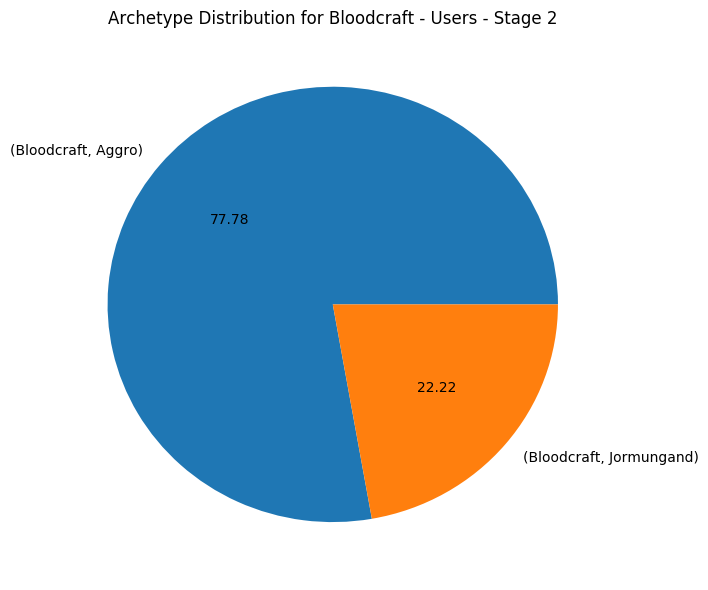 Archetype Distribution for Bloodcraft - Users - Stage 2
(Bloodcraft, Aggro)
77.78
22.22
(Bloodcraft, Jormungand)